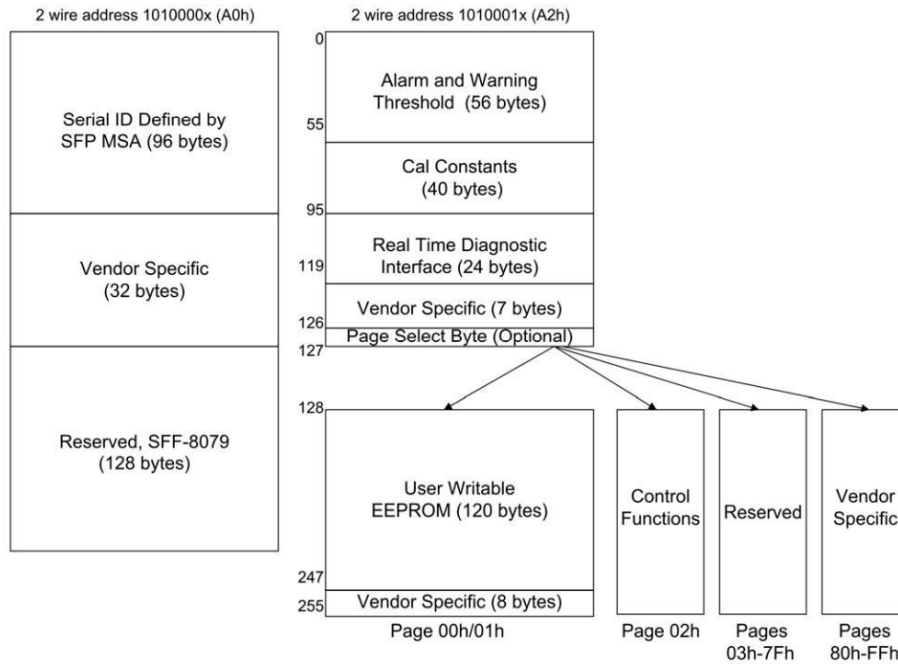 2 wire address 1010000x (A0h)
Serial ID Defined by
SFP MSA (96 bytes)
Vendor Specific
(32 bytes)
Reserved, SFF-8079
(128 bytes)
2 wire address 1010001x (A2h)
0
Alarm and Warning
Threshold (56 bytes)
55
Cal Constants
(40 bytes)
95
Real Time Diagnostic
Interface (24 bytes)
119
Vendor Specific (7 bytes)
126
Page Select Byte (Optional)
127
128
User Writable
EEPROM (120 bytes)
247
Vendor Specific (8 bytes)
255
Page 00h/01h
Control
Functions
Page 02h
Reserved
Pages
03h-7Fh
Vendor
Specific
Pages
80h-FFh